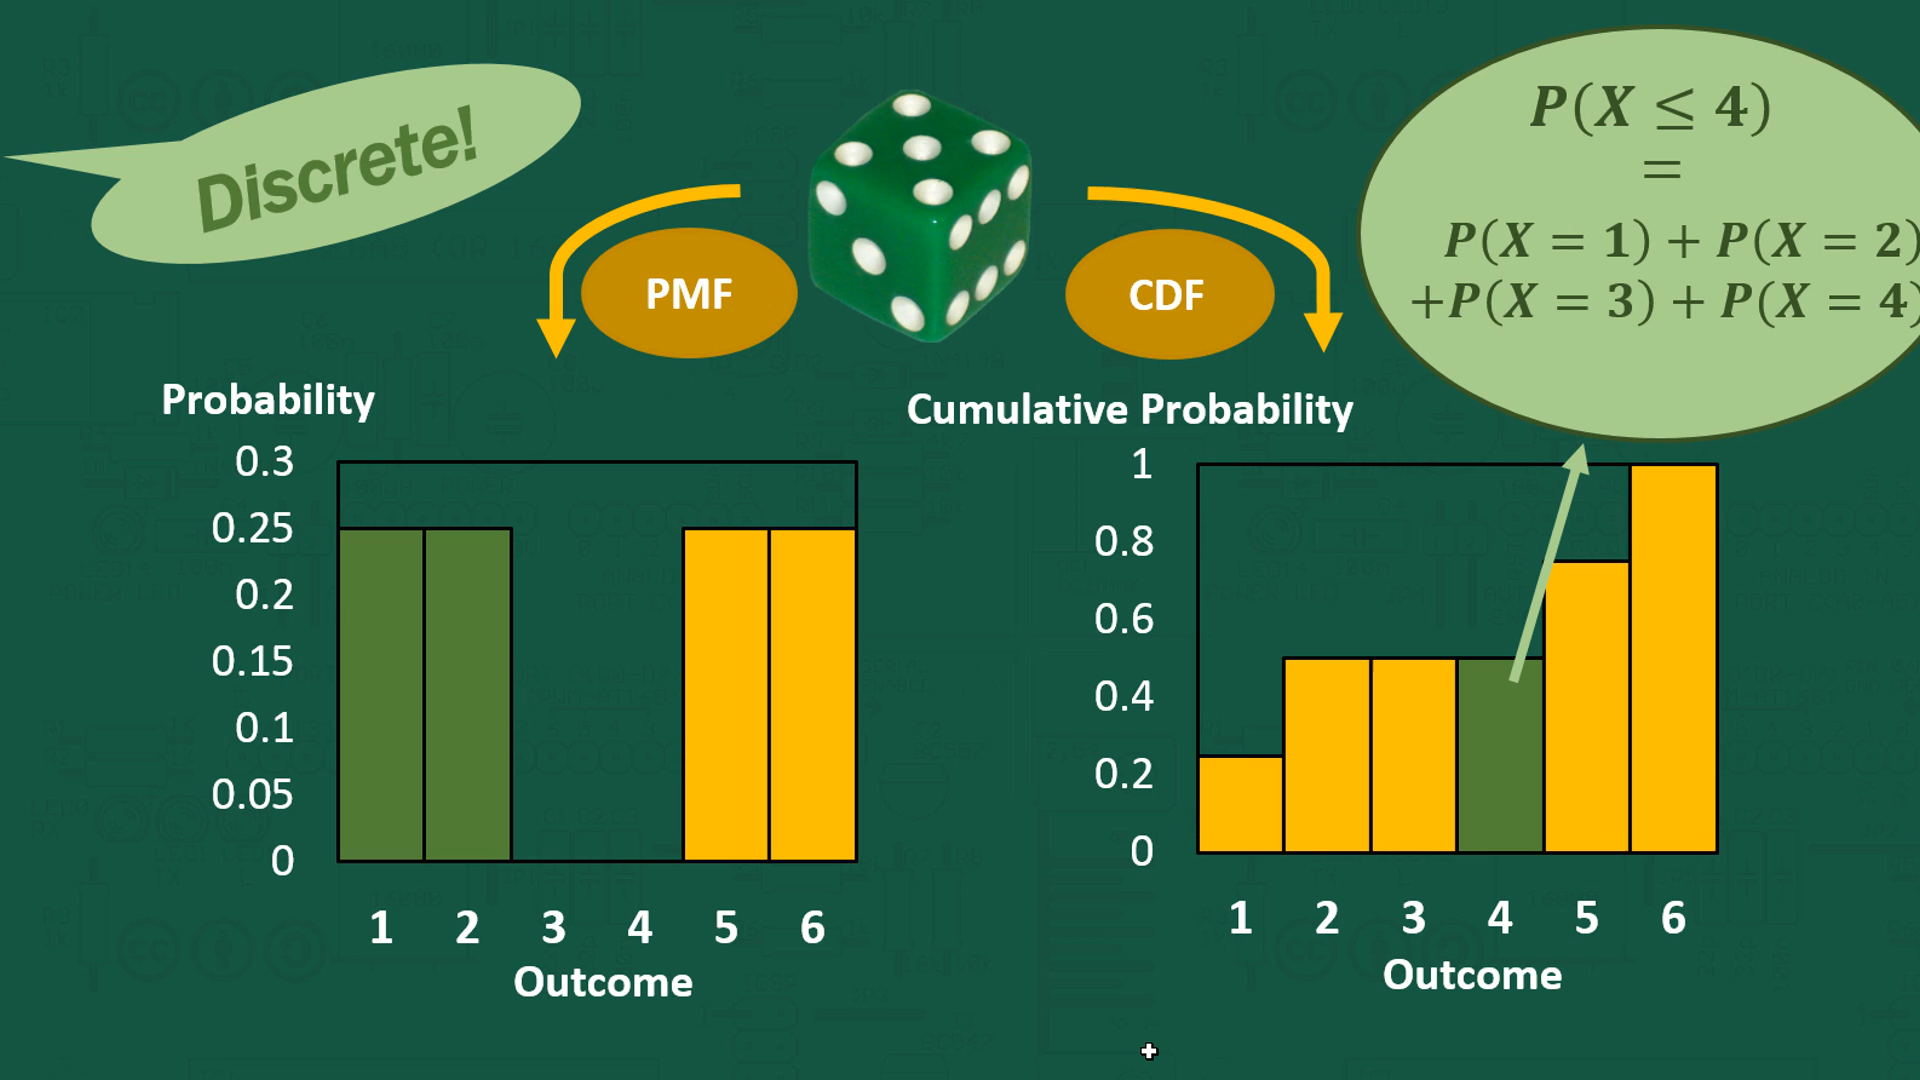 Discrete!
PMF
CDF
P(X ≤ 4)
=
P(X = 1) + P(X = 2)
+P(X = 3) + P(X = 4)
Probability
0.3
0.25
0.2
0.15
0.1
0.05
0
1 2 3 4 5 6
Outcome
Cumulative Probability
1
0.8
0.6
0.4
0.2
0
1 2 3 4 5 6
Outcome